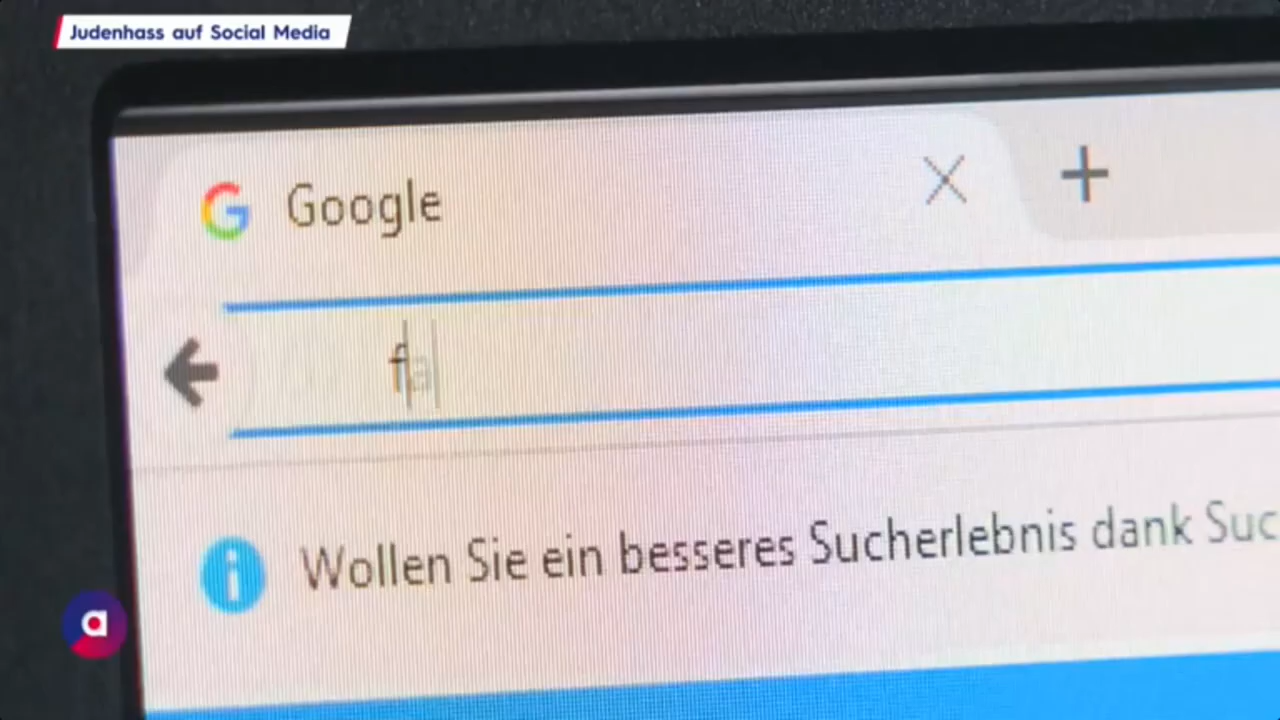 Judenhass auf Social Media
Google
fa
Wollen Sie ein besseres Sucherlebnis dank Suc
a